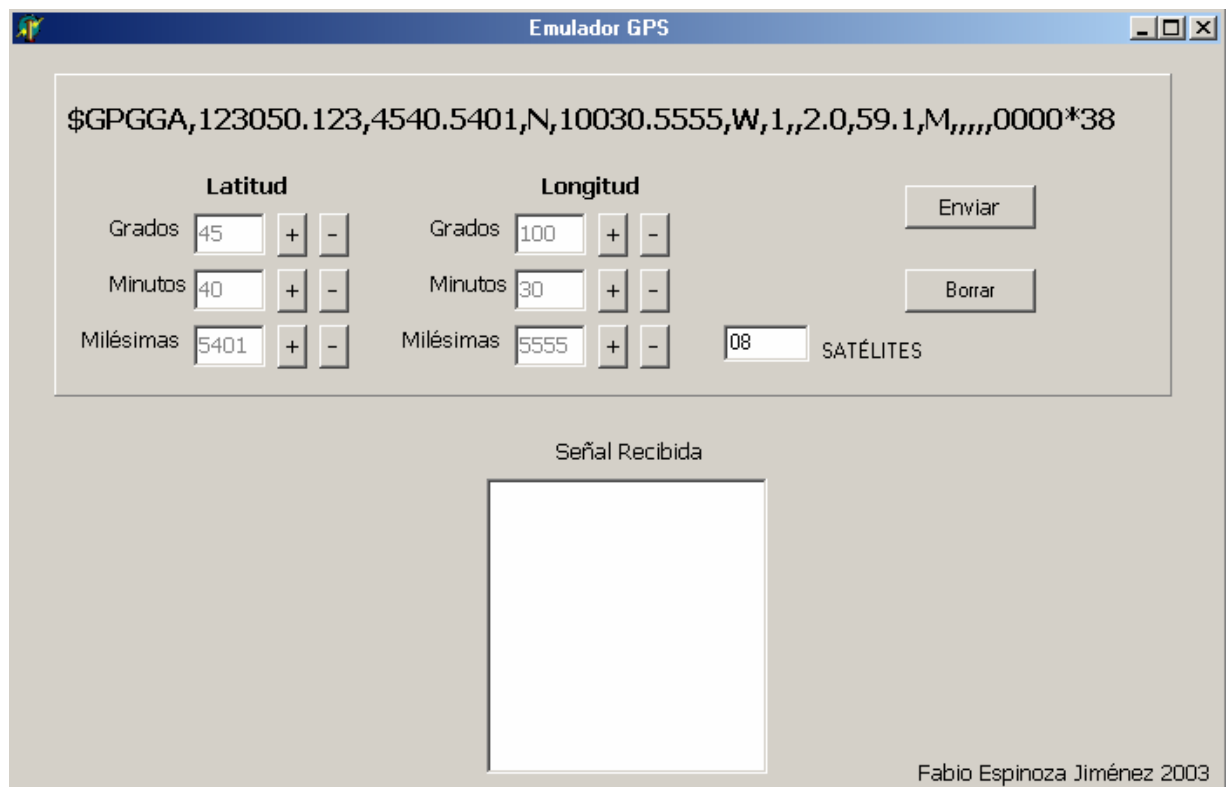 Emulador GPS
$GPGGA,123050.123,4540.5401,N,10030.5555,W,1,,2.0,59.1,M,,,,,0000*38
Latitud Longitud
Grados 45 + - Grados 100 + - Enviar
Minutos 40 + - Minutos 30 + - Borrar
Milésimas 5401 + - Milésimas 5555 + - 08 SATÉLITES
Señal Recibida
Fabio Espinoza Jiménez 2003